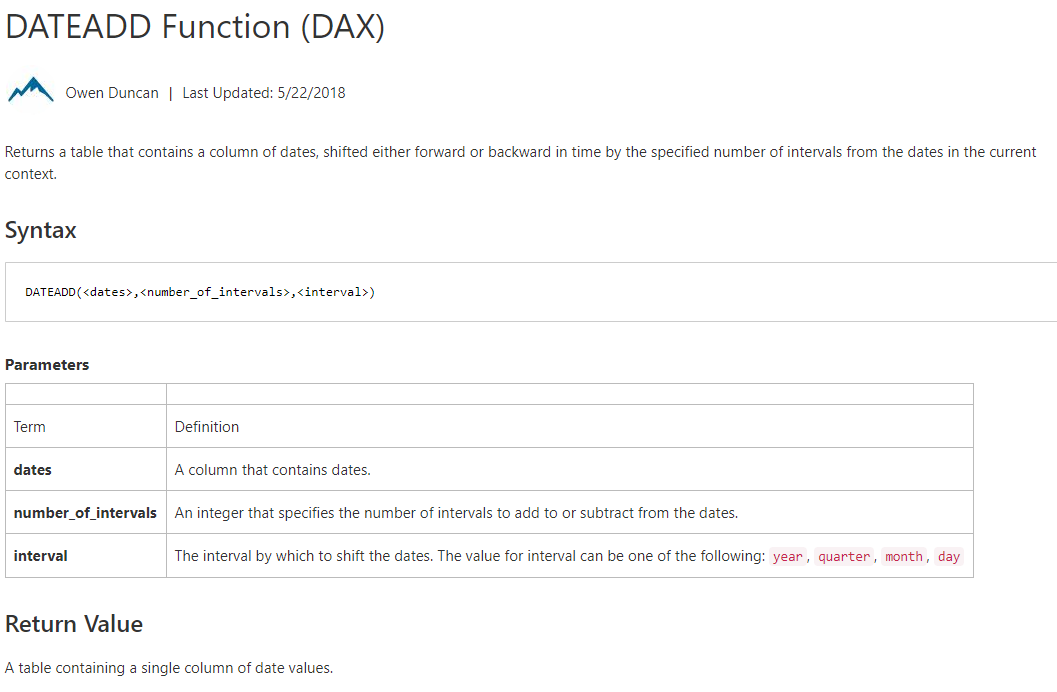 DATEADD Function (DAX)
Owen Duncan | Last Updated: 5/22/2018
Returns a table that contains a column of dates, shifted either forward or backward in time by the specified number of intervals from the dates in the current
context.
Syntax
DATEADD(<dates>,<number_of_intervals>,<interval>)
Parameters
Term Definition
dates A column that contains dates.
number_of_intervals An integer that specifies the number of intervals to add to or subtract from the dates.
interval The interval by which to shift the dates. The value for interval can be one of the following: year, quarter, month, day
Return Value
A table containing a single column of date values.